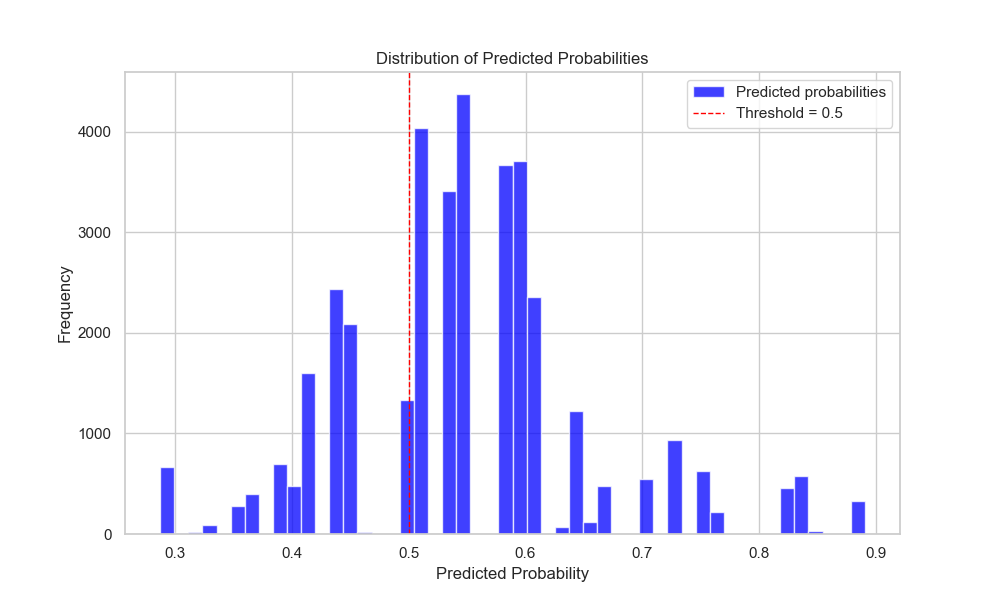 Distribution of Predicted Probabilities
Predicted probabilities
Threshold = 0.5
Frequency
4000
3000
2000
1000
0
0.3 0.4 0.5 0.6 0.7 0.8 0.9
Predicted Probability